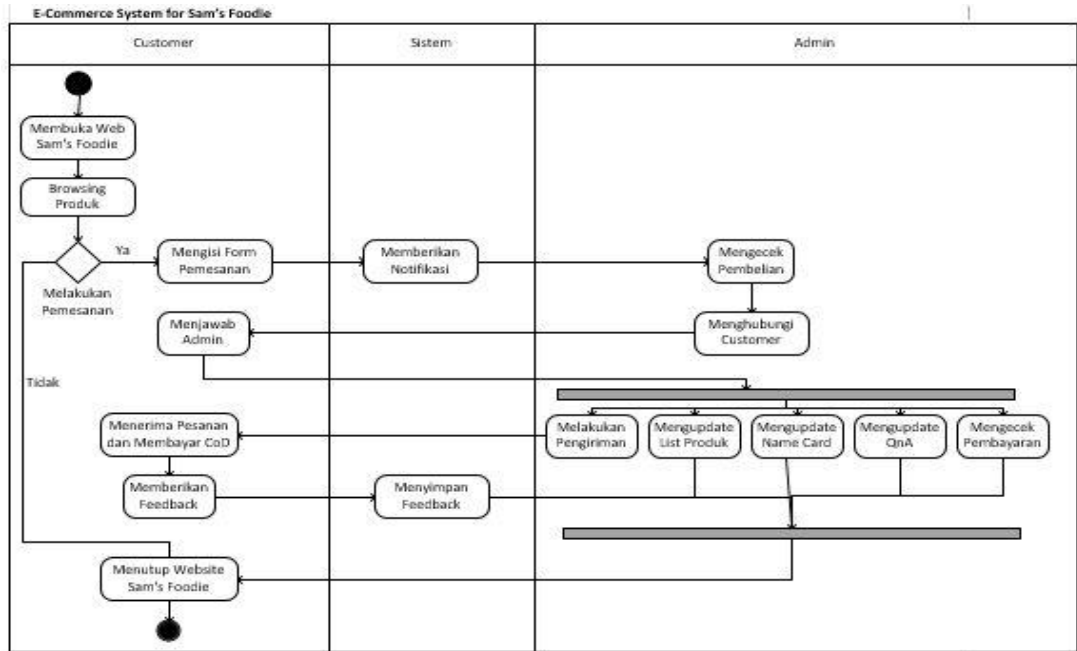 E-Commerce System for Sam's Foodie
Customer
Sistem
Admin
Membuka Web
Sam's Foodie
Browsing
Produk
Ya
Melakukan
Pemesanan
Mengisi Form
Pemesanan
Memberikan
Notifikasi
Mengecek
Pembelian
Menjawab
Admin
Menghubungi
Customer
Tidak
Menerima Pesanan
dan Membayar CoD
Melakukan
Pengiriman
Mengupdate
List Produk
Mengupdate
Name Card
Mengupdate
QnA
Mengecek
Pembayaran
Memberikan
Feedback
Menyimpan
Feedback
Menutup Website
Sam's Foodie